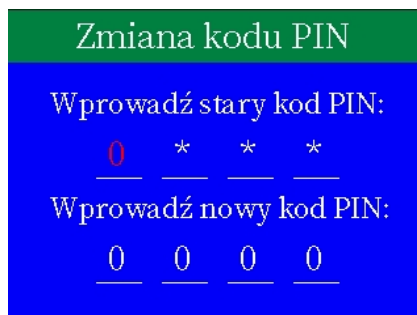 Zmiana kodu PIN
Wprowadź stary kod PIN:
0 * * *
Wprowadź nowy kod PIN:
0 0 0 0